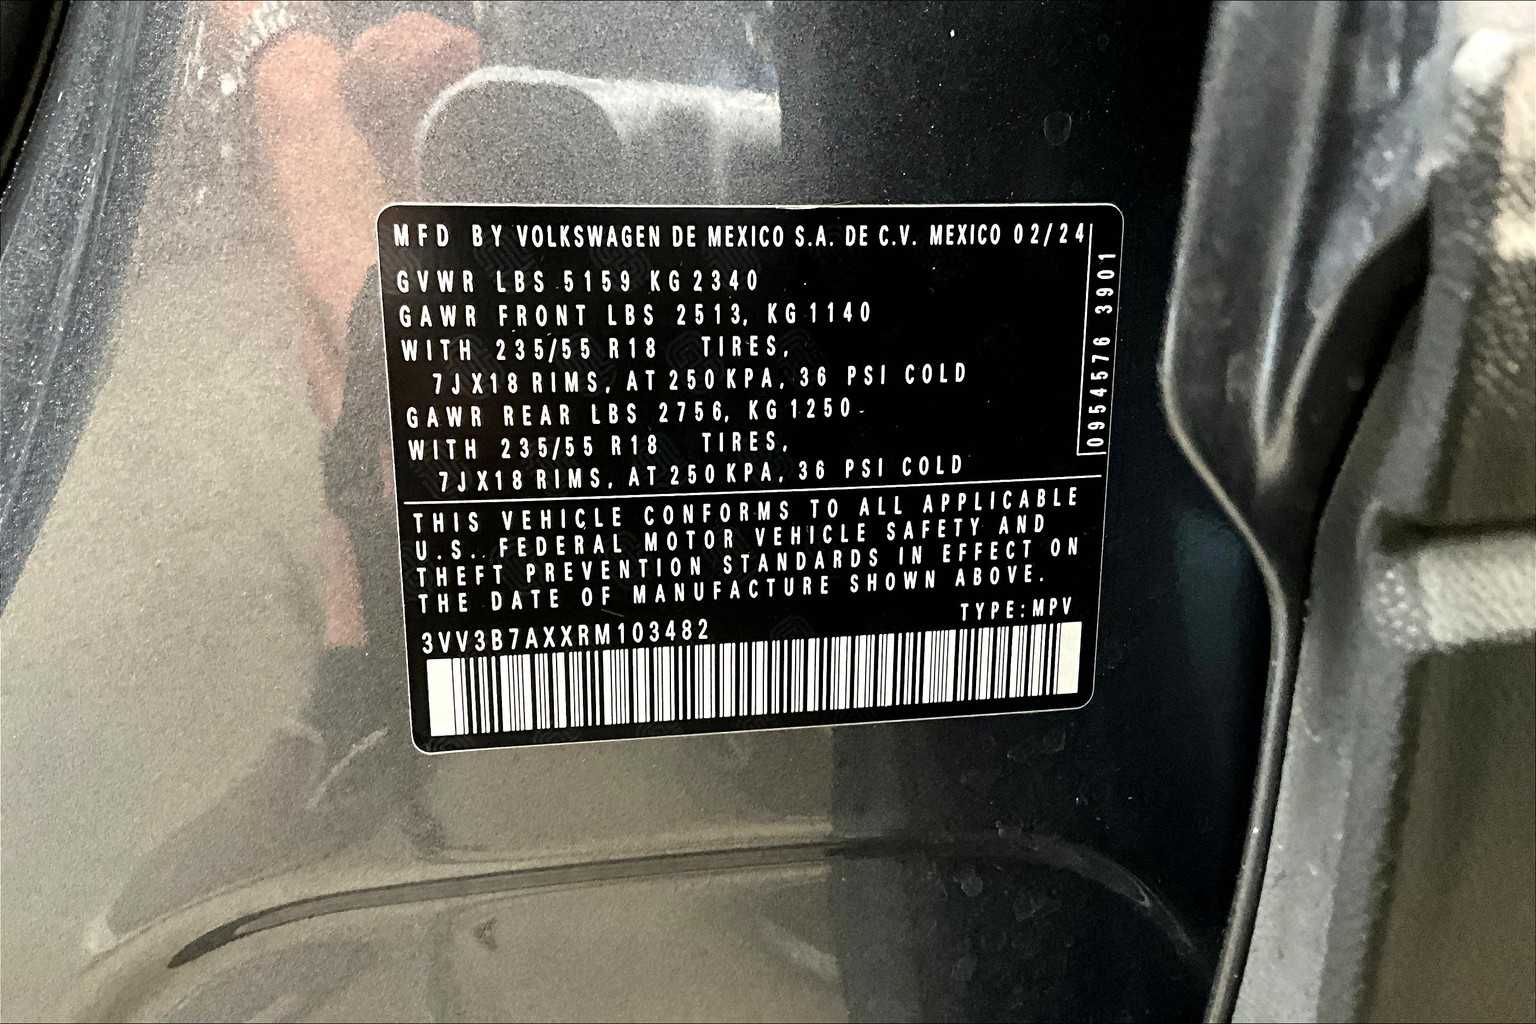 MFD BY VOLKSWAGEN DE MEXICO S.A. DE C.V. MEXICO 02/24
GVWR LBS 5159 KG 2340
GAWR FRONT LBS 2513, KG 1140
WITH 235/55 R18 TIRES,
7JX18 RIMS, AT 250 KPA, 36 PSI COLD
GAWR REAR LBS 2756, KG 1250
WITH 235/55 R18 TIRES,
7JX18 RIMS, AT 250 KPA, 36 PSI COLD
0954576 3901
THIS VEHICLE CONFORMS TO ALL APPLICABLE
U.S. FEDERAL MOTOR VEHICLE SAFETY AND
THEFT PREVENTION STANDARDS IN EFFECT ON
THE DATE OF MANUFACTURE SHOWN ABOVE.
TYPE:MPV
3VV3B7AXXRM103482